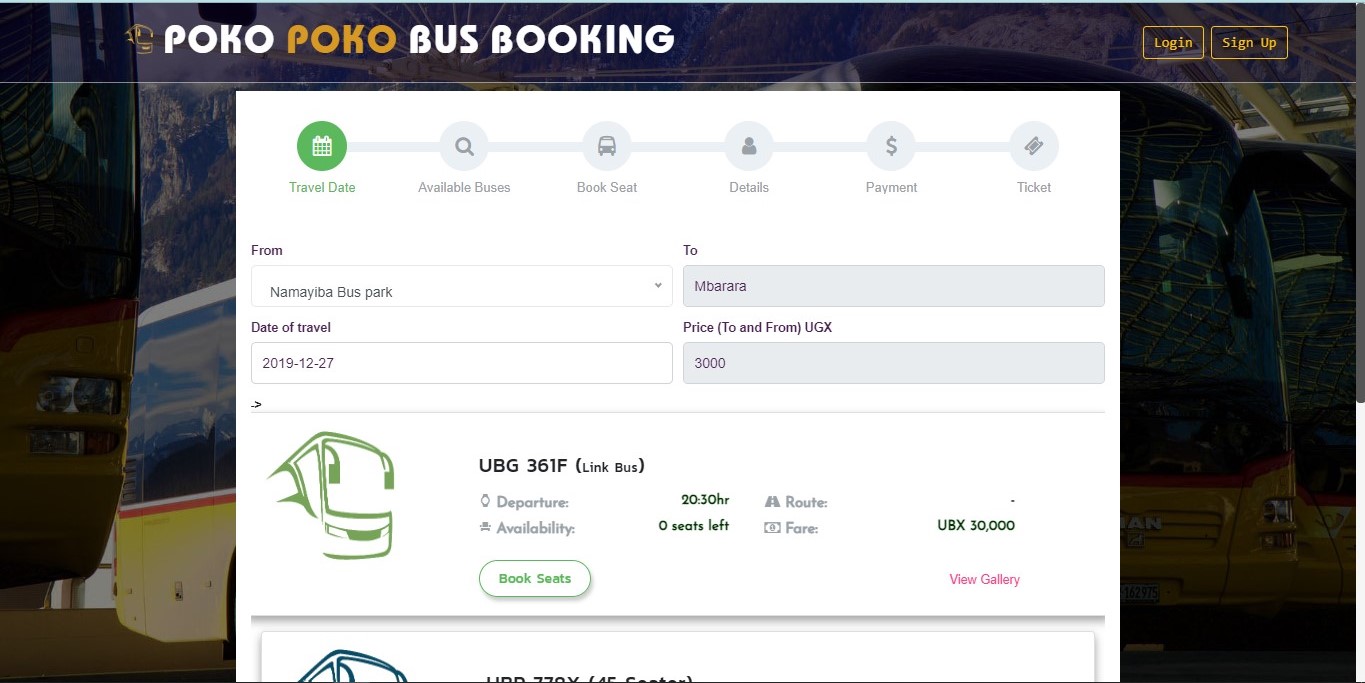 POKO POKO BUS BOOKING
Login Sign Up
Travel Date Available Buses Book Seat Details Payment Ticket
From To
Namayiba Bus park Mbarara
Date of travel Price (To and From) UGX
2019-12-27 3000
->
UBG 361F (Link Bus)
Departure: 20:30hr Route: -
Availability: 0 seats left Fare: UBX 30,000
Book Seats View Gallery
(45 Seater)